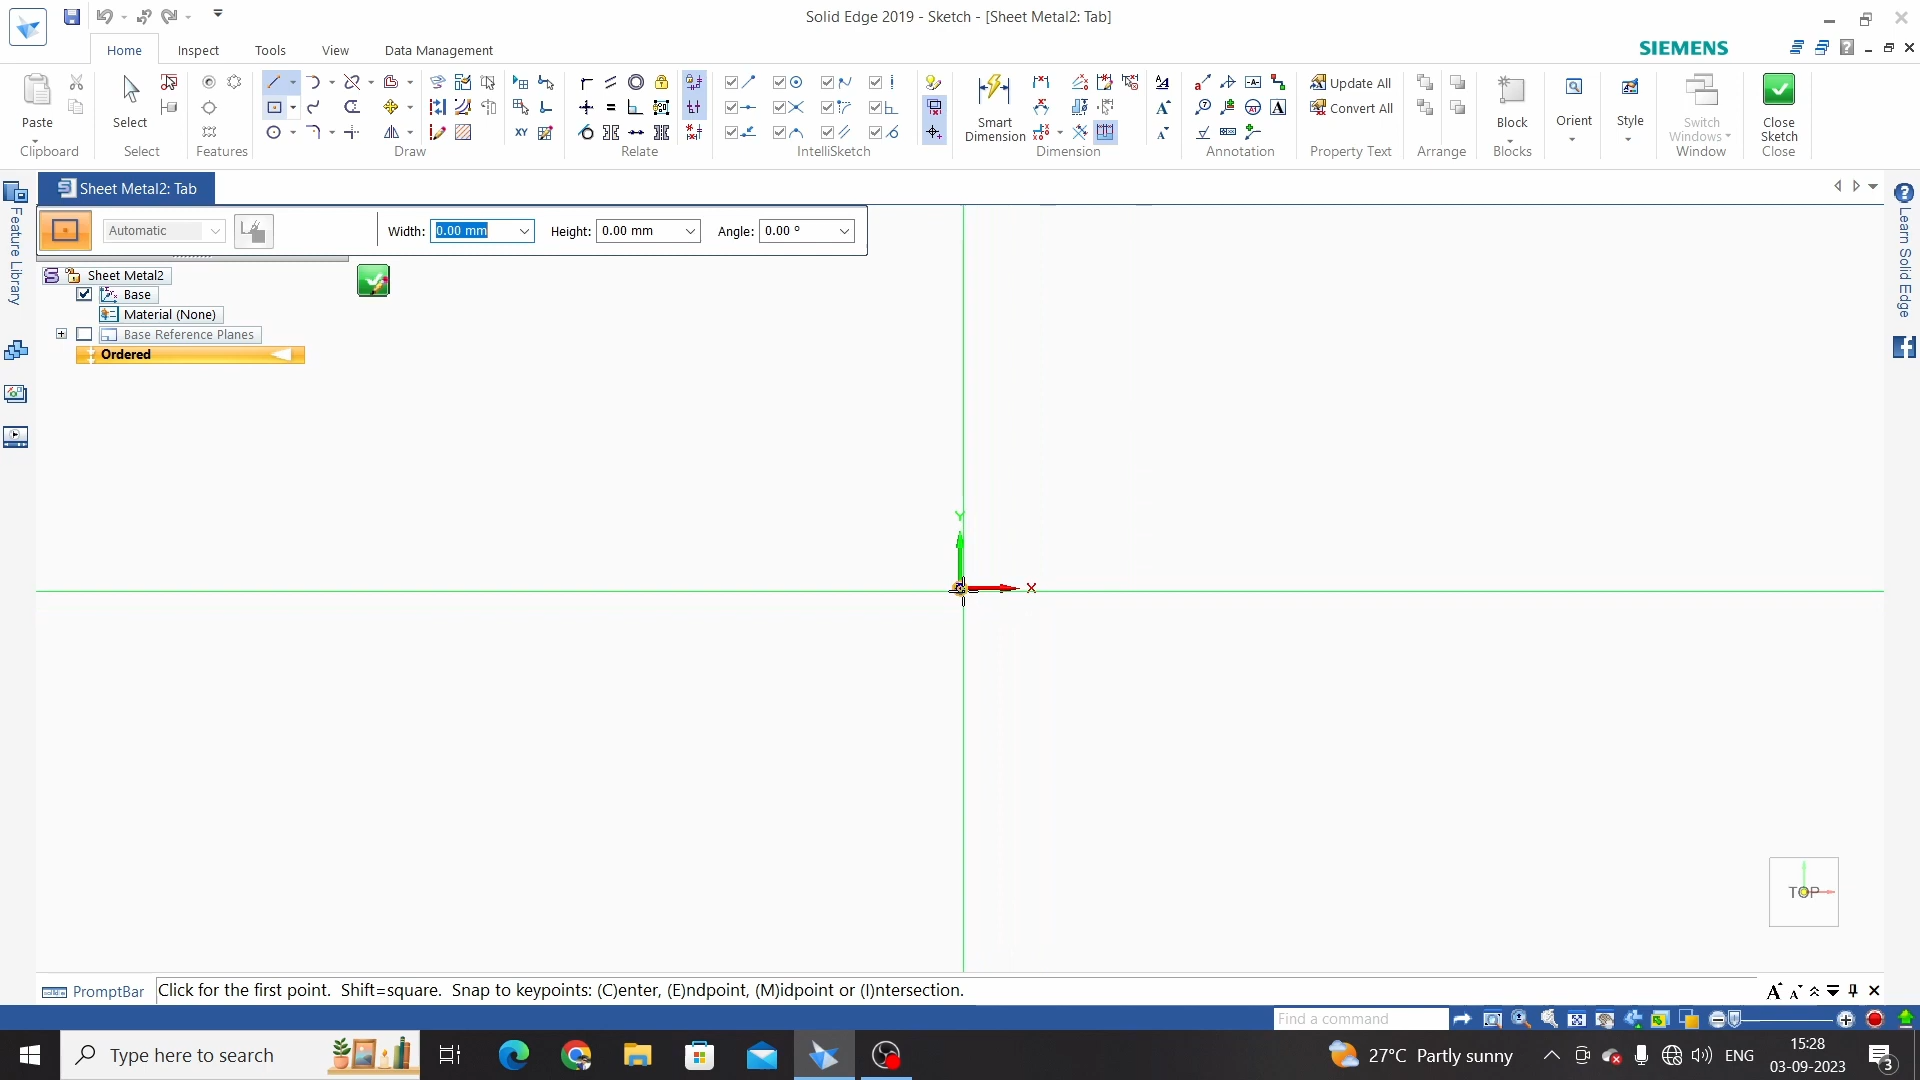 Solid Edge 2019 - Sketch - [Sheet Metal2: Tab]
Home Inspect Tools View Data Management
SIEMENS
Paste
Clipboard
Select
Select
Features
Draw
Relate
IntelliSketch
Smart
Dimension
Dimension
Annotation
Update All
Convert All
Property Text
Arrange
Block
Blocks
Orient
Style
Switch
Windows
Window
Close
Sketch
Close
Sheet Metal2: Tab
Automatic
Width: 0.00 mm Height: 0.00 mm Angle: 0.00 °
Feature Library
Learn Solid Edge
Sheet Metal2
Base
Material (None)
Base Reference Planes
Ordered
Y
X
TOP
PromptBar Click for the first point. Shift=square. Snap to keypoints: (C)enter, (E)ndpoint, (M)idpoint or (I)ntersection.
Find a command
Type here to search
27°C Partly sunny
ENG
15:28
03-09-2023
3